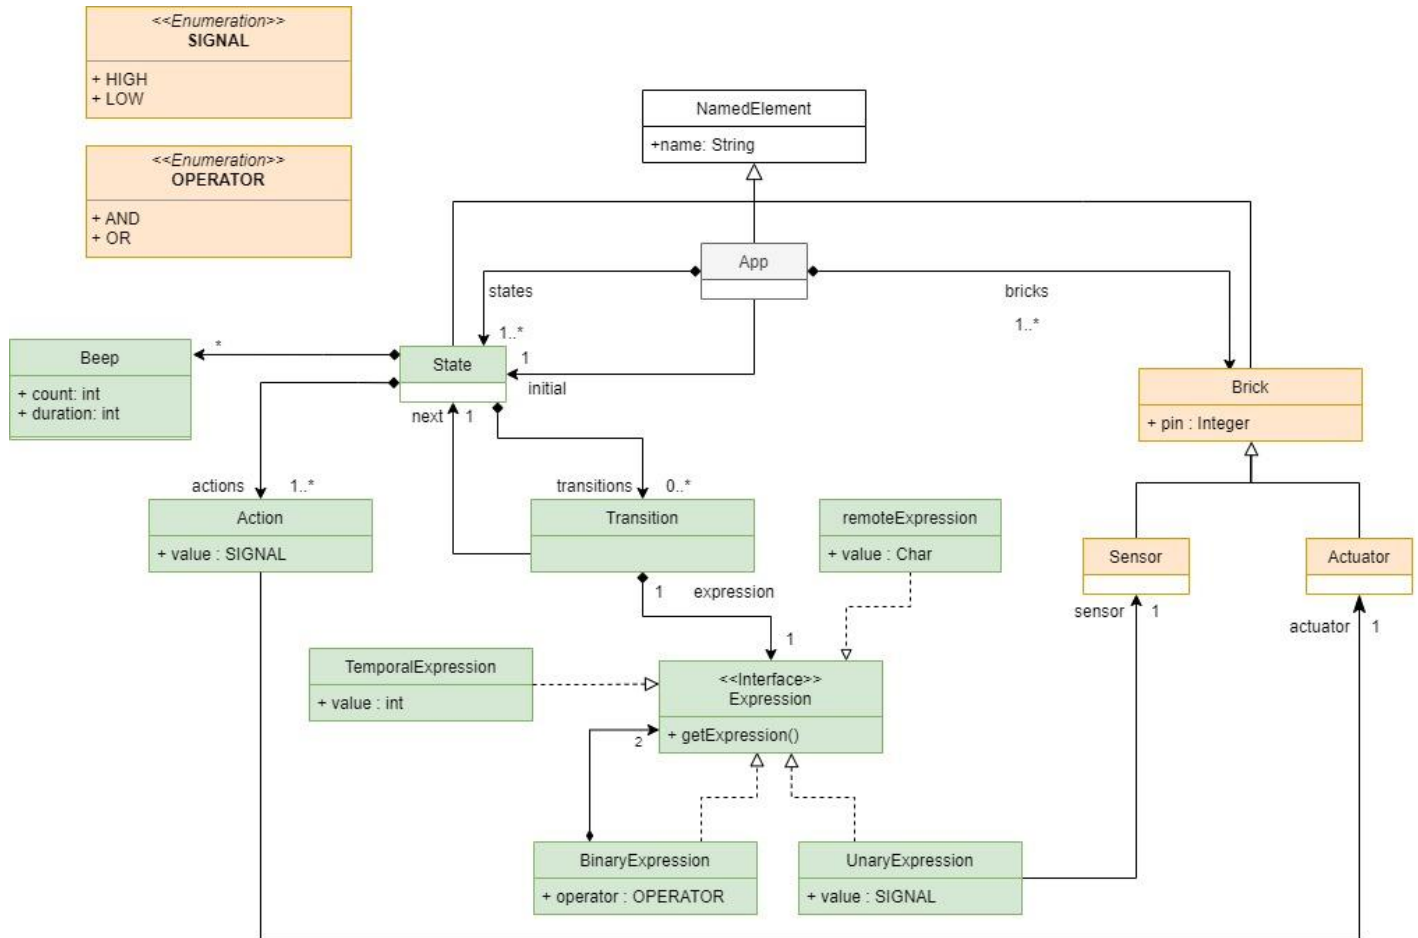 <<Enumeration>>
SIGNAL
+ HIGH
+ LOW
<<Enumeration>>
OPERATOR
+ AND
+ OR
NamedElement
+name: String
App
states
1..*
bricks
1..*
1
initial
Beep
+ count: int
+ duration: int
*
State
next
1
Brick
+ pin : Integer
actions
1..*
transitions
0..*
Action
+ value : SIGNAL
Transition
remoteExpression
+ value : Char
Sensor
Actuator
1
expression
1
sensor
1
actuator
1
TemporalExpression
+ value : int
<<Interface>>
Expression
+ getExpression()
2
BinaryExpression
+ operator : OPERATOR
UnaryExpression
+ value : SIGNAL